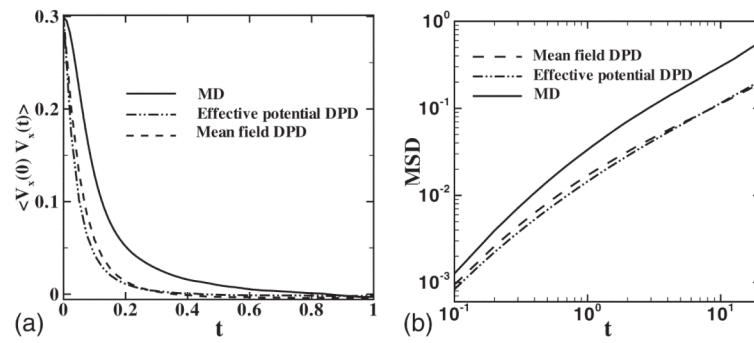 0.3
0.2
0.1
0
<V_x(0) V_x(t)>
MD
Effective potential DPD
Mean field DPD
0 0.2 0.4 0.6 0.8 1
t
(a)
10^0
10^-1
10^-2
10^-3
MSD
Mean field DPD
Effective potential DPD
MD
10^-1 10^0 10^1
t
(b)